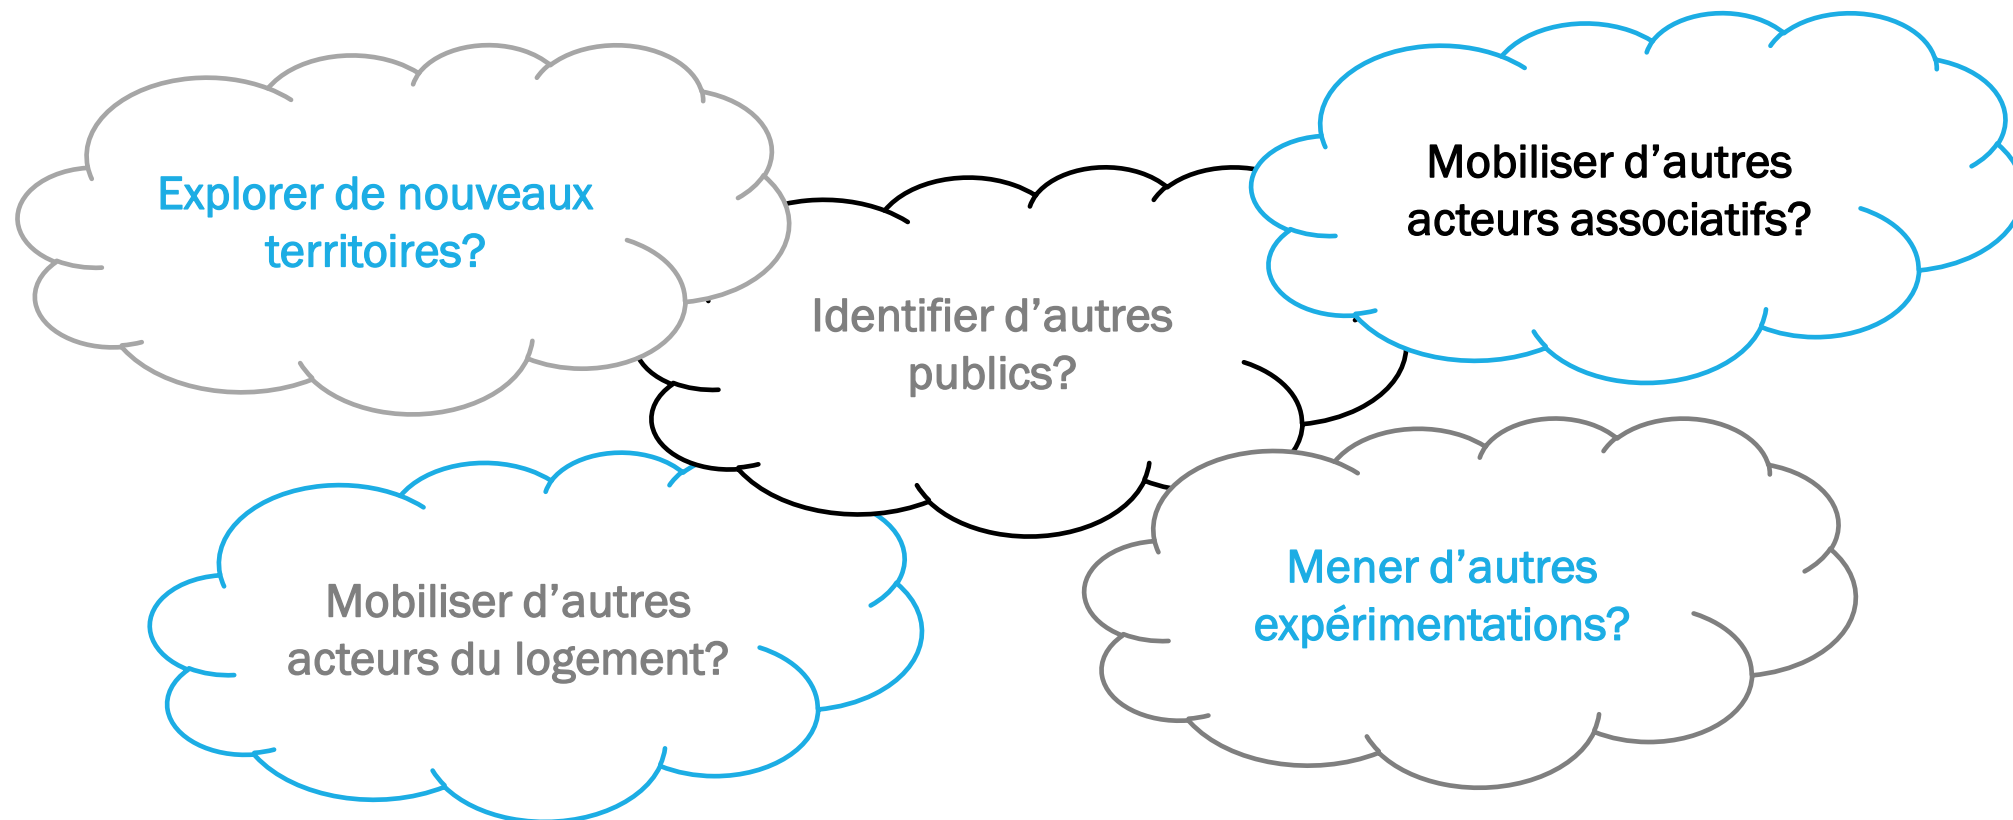 Explorer de nouveaux
territoires?
Mobiliser d’autres
acteurs associatifs?
Identifier d’autres
publics?
Mobiliser d’autres
acteurs du logement?
Mener d’autres
expérimentations?